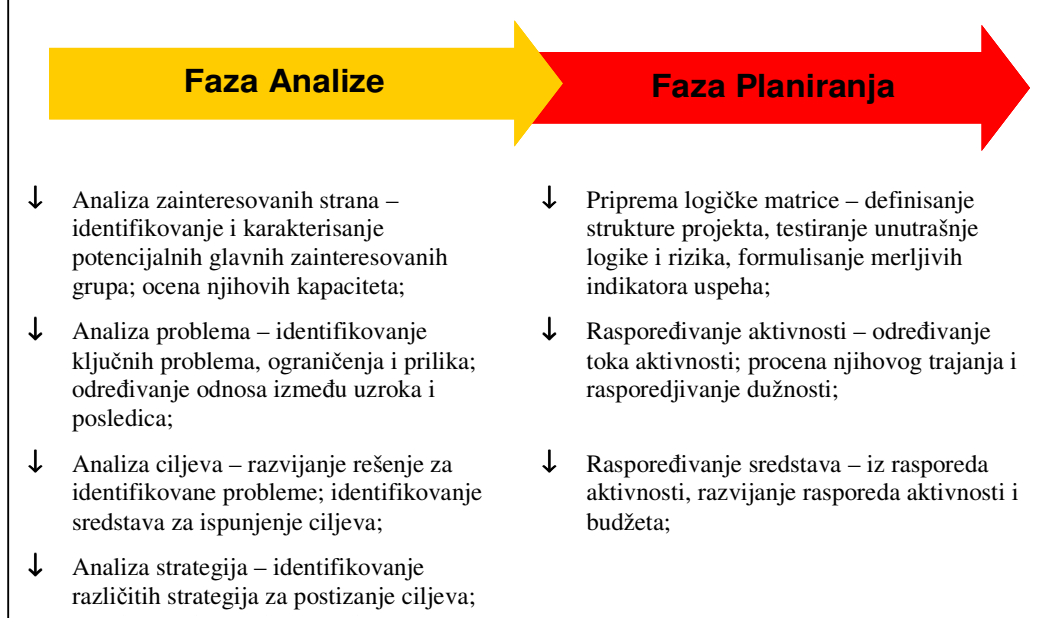 Faza Analize
Faza Planiranja
↓ Analiza zainteresovanih strana –
identifikovanje i karakterisanje
potencijalnih glavnih zainteresovanih
grupa; ocena njihovih kapaciteta;
↓ Analiza problema – identifikovanje
ključnih problema, ograničenja i prilika;
određivanje odnosa između uzroka i
posledica;
↓ Analiza ciljeva – razvijanje rešenje za
identifikovane probleme; identifikovanje
sredstava za ispunjenje ciljeva;
↓ Analiza strategija – identifikovanje
različitih strategija za postizanje ciljeva;
↓ Priprema logičke matrice – definisanje
strukture projekta, testiranje unutrašnje
logike i rizika, formulisanje merljivih
indikatora uspeha;
↓ Raspoređivanje aktivnosti – određivanje
toka aktivnosti; procena njihovog trajanja i
rasporedjivanje dužnosti;
↓ Raspoređivanje sredstava – iz rasporeda
aktivnosti, razvijanje rasporeda aktivnosti i
budžeta;